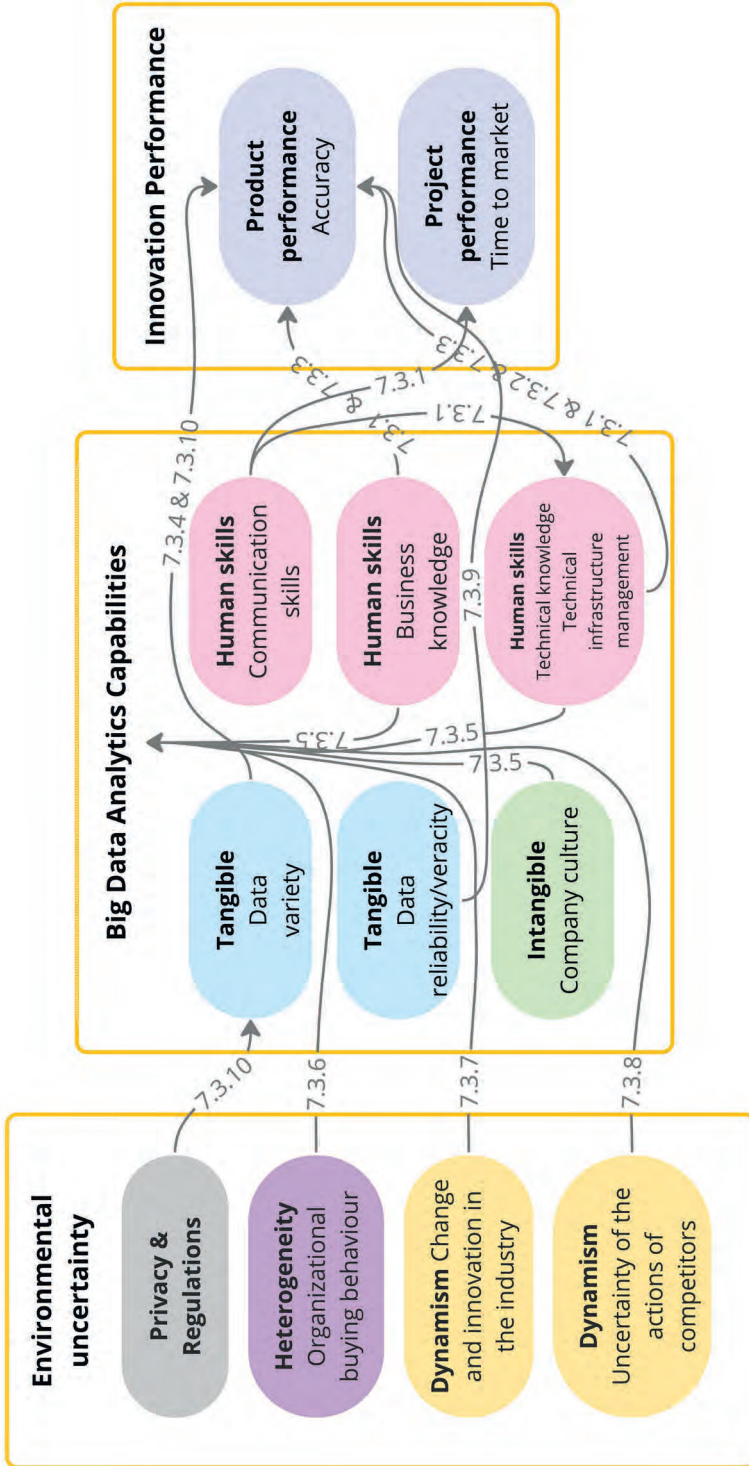 Environmental
uncertainty
Privacy &
Regulations
Heterogeneity
Organizational
buying behaviour
Dynamism Change
and innovation in
the industry
Dynamism
Uncertainty of the
actions of
competitors
7.3.10
7.3.6
7.3.7
7.3.8
Big Data Analytics Capabilities
Tangible
Data
variety
Tangible
Data
reliability/veracity
Intangible
Company culture
7.3.5
7.3.5
7.3.5
Human skills
Communication
skills
Human skills
Business
knowledge
Human skills
Technical knowledge
Technical
infrastructure
management
7.3.4 & 7.3.10
7.3.1 & 7.3.3
7.3.1
7.3.1
7.3.9
7.3.1 & 7.3.2 & 7.3.3
Innovation Performance
Product
performance
Accuracy
Project
performance
Time to market